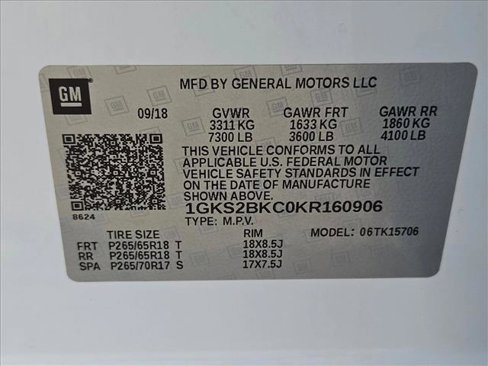 GM
MFD BY GENERAL MOTORS LLC
09/18 GVWR GAWR FRT GAWR RR
3311 KG 1633 KG 1860 KG
7300 LB 3600 LB 4100 LB
THIS VEHICLE CONFORMS TO ALL
APPLICABLE U.S. FEDERAL MOTOR
VEHICLE SAFETY STANDARDS IN EFFECT
ON THE DATE OF MANUFACTURE
SHOWN ABOVE.
8624
1GKS2BKC0KR160906
TYPE: M.P.V. MODEL: 06TK15706
TIRE SIZE RIM
FRT P265/65R18 T 18X8.5J
RR P265/65R18 T 18X8.5J
SPA P265/70R17 S 17X7.5J